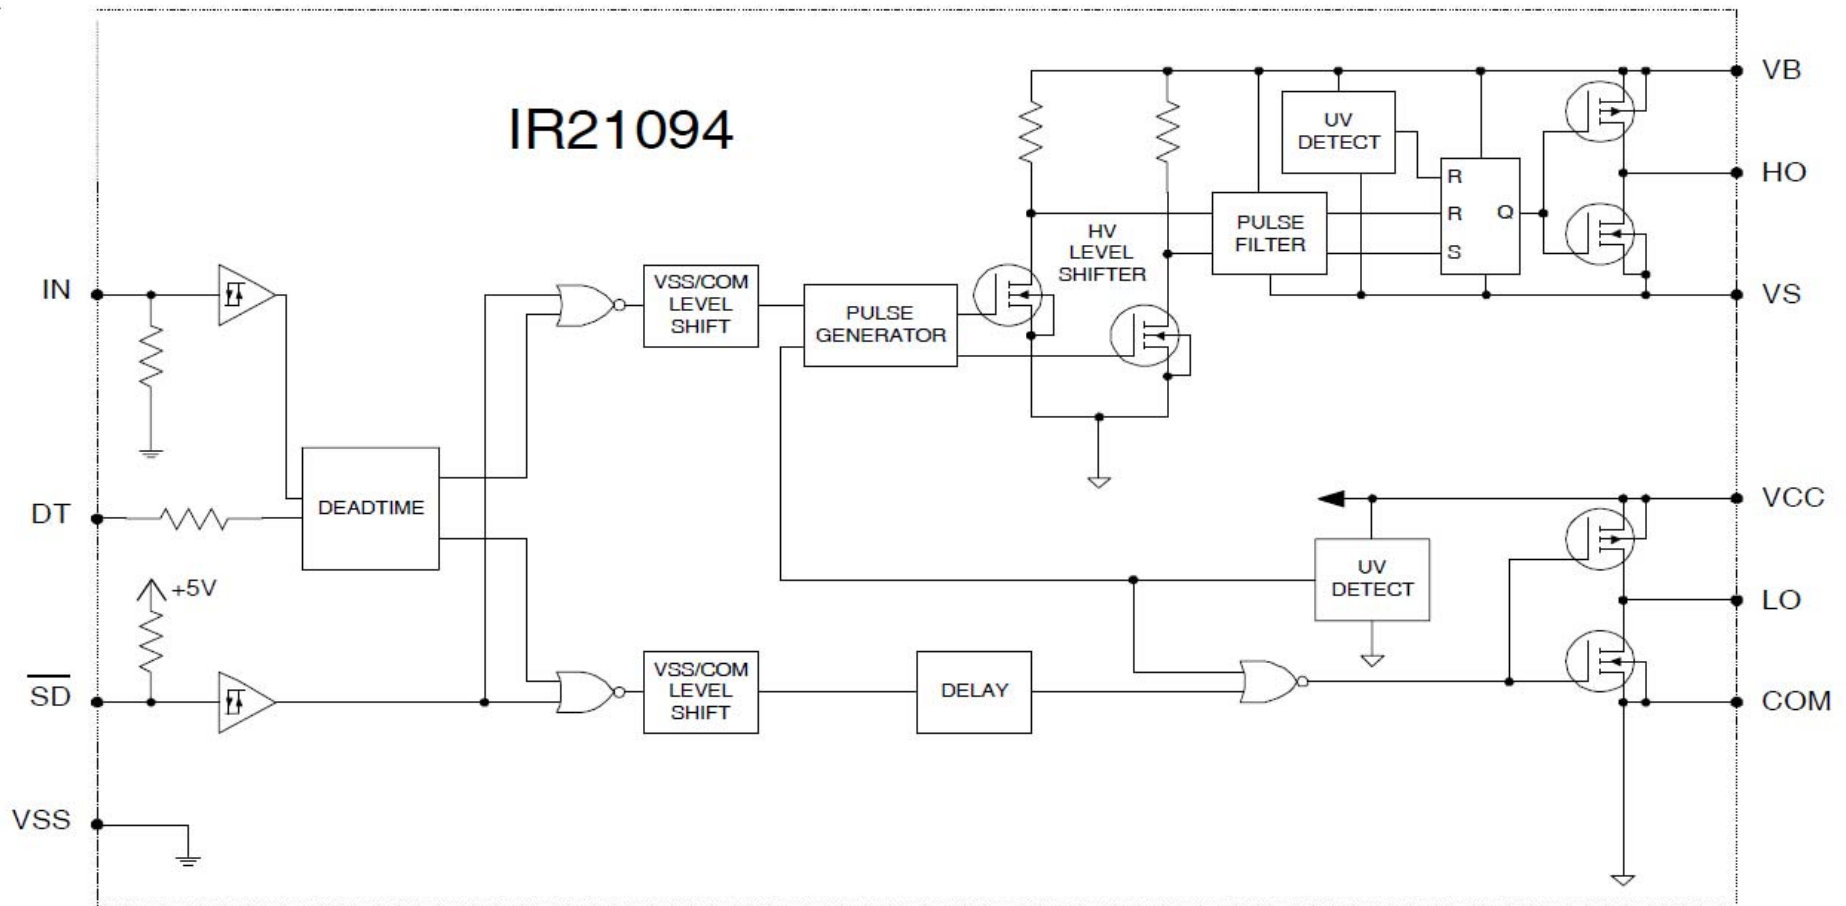 IR21094
VB
UV
DETECT
HO
R
R
Q
S
PULSE
FILTER
HV
LEVEL
SHIFTER
IN
VSS/COM
LEVEL
SHIFT
PULSE
GENERATOR
VS
DT
DEADTIME
VCC
UV
DETECT
+5V
LO
SD
VSS/COM
LEVEL
SHIFT
DELAY
COM
VSS